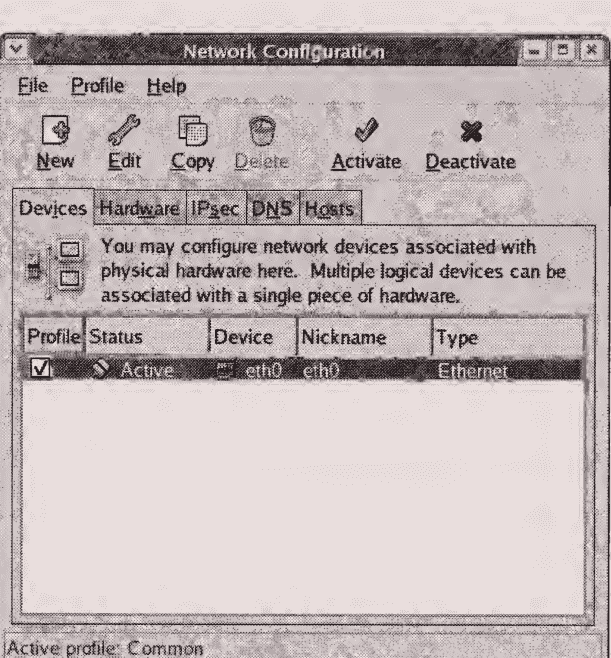 Network Configuration
File Profile Help
New Edit Copy Delete Activate Deactivate
Devices Hardware IPsec DNS Hosts
You may configure network devices associated with
physical hardware here. Multiple logical devices can be
associated with a single piece of hardware.
Profile Status Device Nickname Type
Active eth0 eth0 Ethernet
Active profile: Common